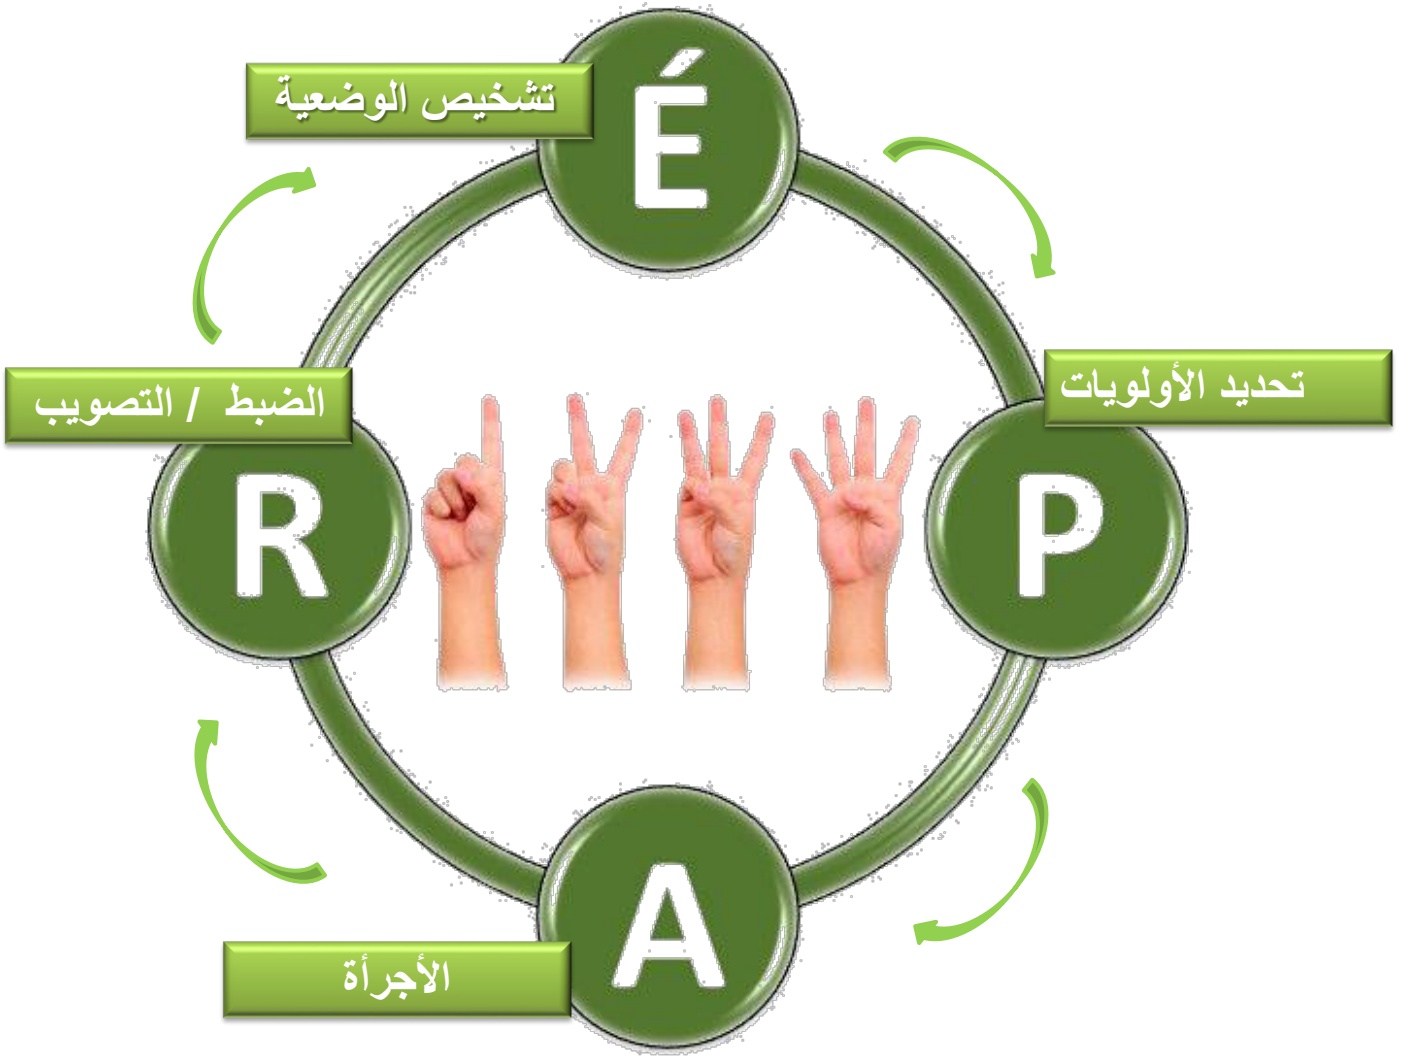 تشخيص الوضعية
É
تحديد الأولويات
P
الضبط / التصويب
R
A
الأجرأة